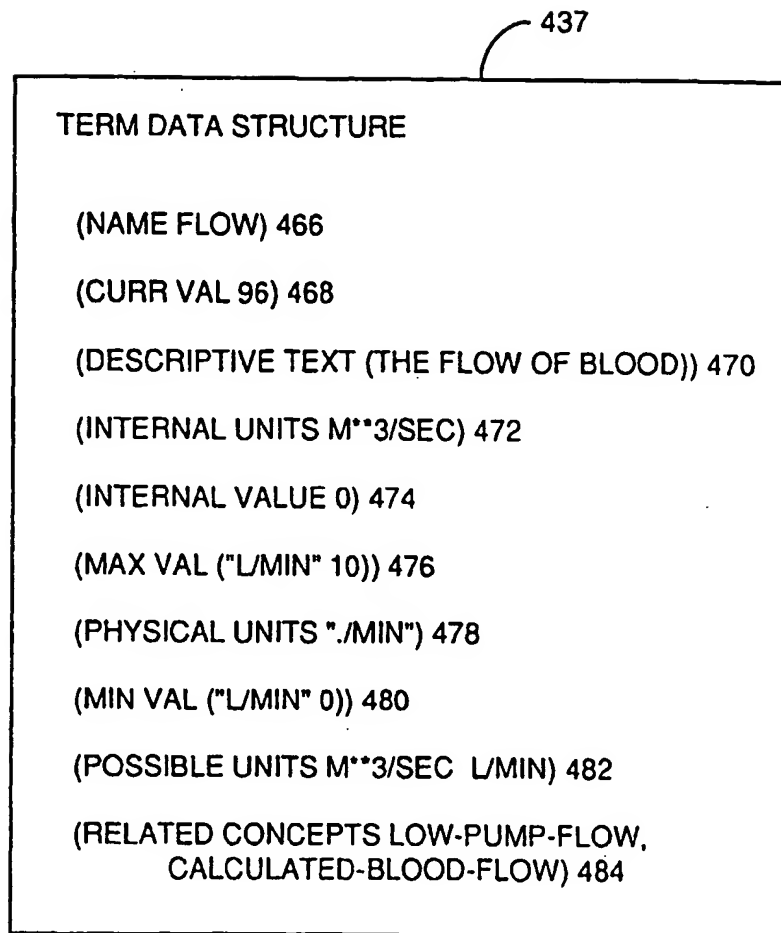 437
TERM DATA STRUCTURE
(NAME FLOW) 466
(CURR VAL 96) 468
(DESCRIPTIVE TEXT (THE FLOW OF BLOOD)) 470
(INTERNAL UNITS M**3/SEC) 472
(INTERNAL VALUE 0) 474
(MAX VAL ("L/MIN" 10)) 476
(PHYSICAL UNITS "./MIN") 478
(MIN VAL ("L/MIN" 0)) 480
(POSSIBLE UNITS M**3/SEC L/MIN) 482
(RELATED CONCEPTS LOW-PUMP-FLOW,
CALCULATED-BLOOD-FLOW) 484